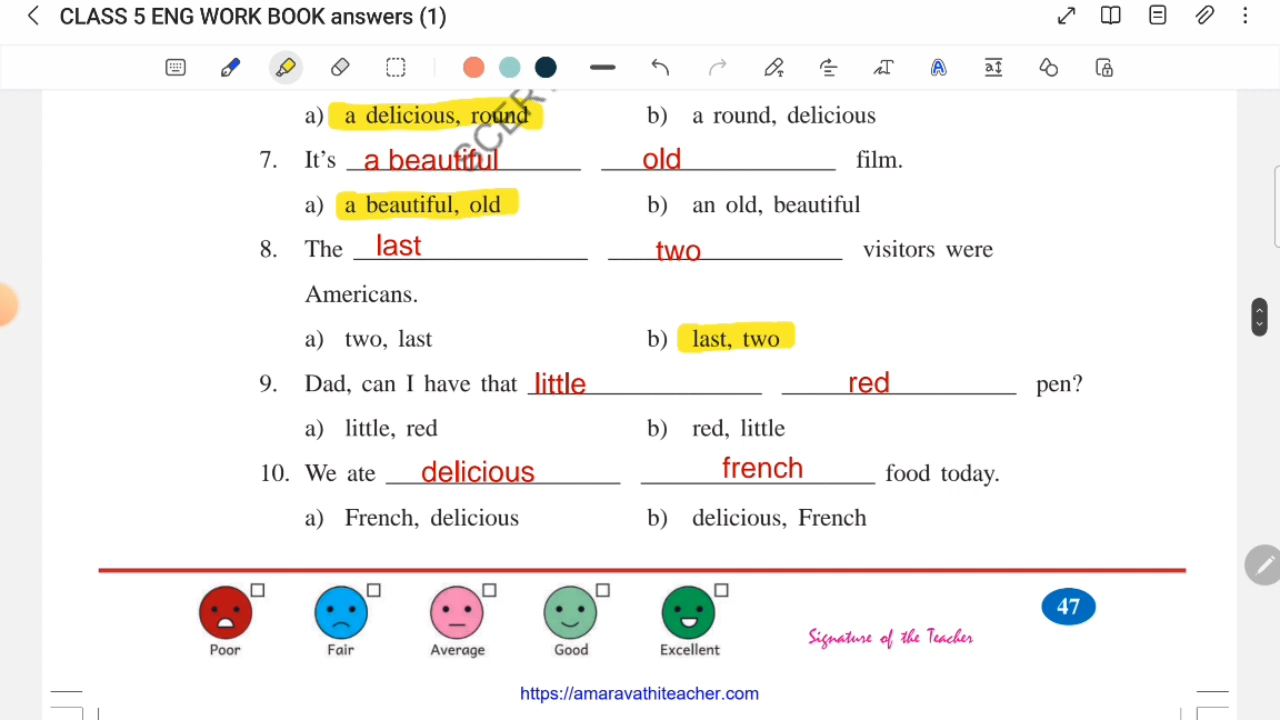 CLASS 5 ENG WORK BOOK answers (1)
a) a delicious, round b) a round, delicious
SCERT
7. It's a beautiful old film.
a) a beautiful, old b) an old, beautiful
8. The last two visitors were
Americans.
a) two, last b) last, two
9. Dad, can I have that little red pen?
a) little, red b) red, little
10. We ate delicious french food today.
a) French, delicious b) delicious, French
Poor Fair Average Good Excellent
47
Signature of the Teacher
https://amaravathiteacher.com